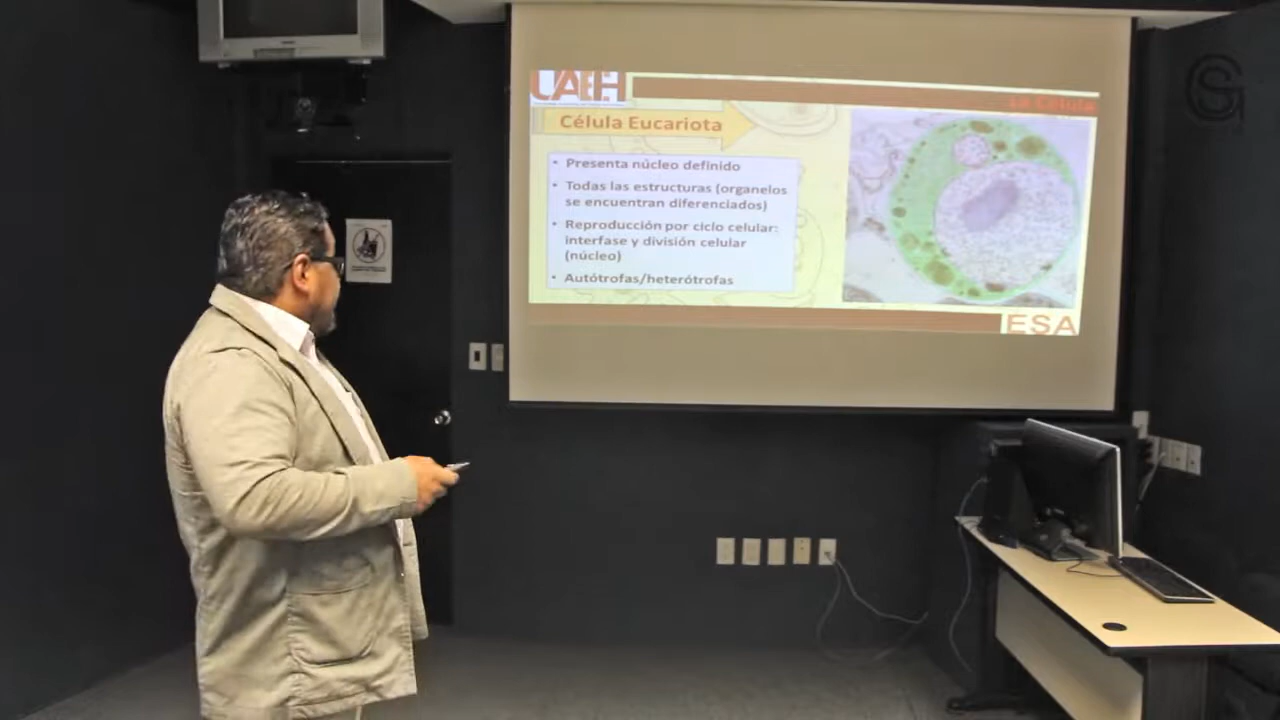 UAEH
La Célula
Célula Eucariota
• Presenta núcleo definido
• Todas las estructuras (organelos
se encuentran diferenciados)
• Reproducción por ciclo celular:
interfase y división celular
(núcleo)
• Autótrofas/heterótrofas
ESA